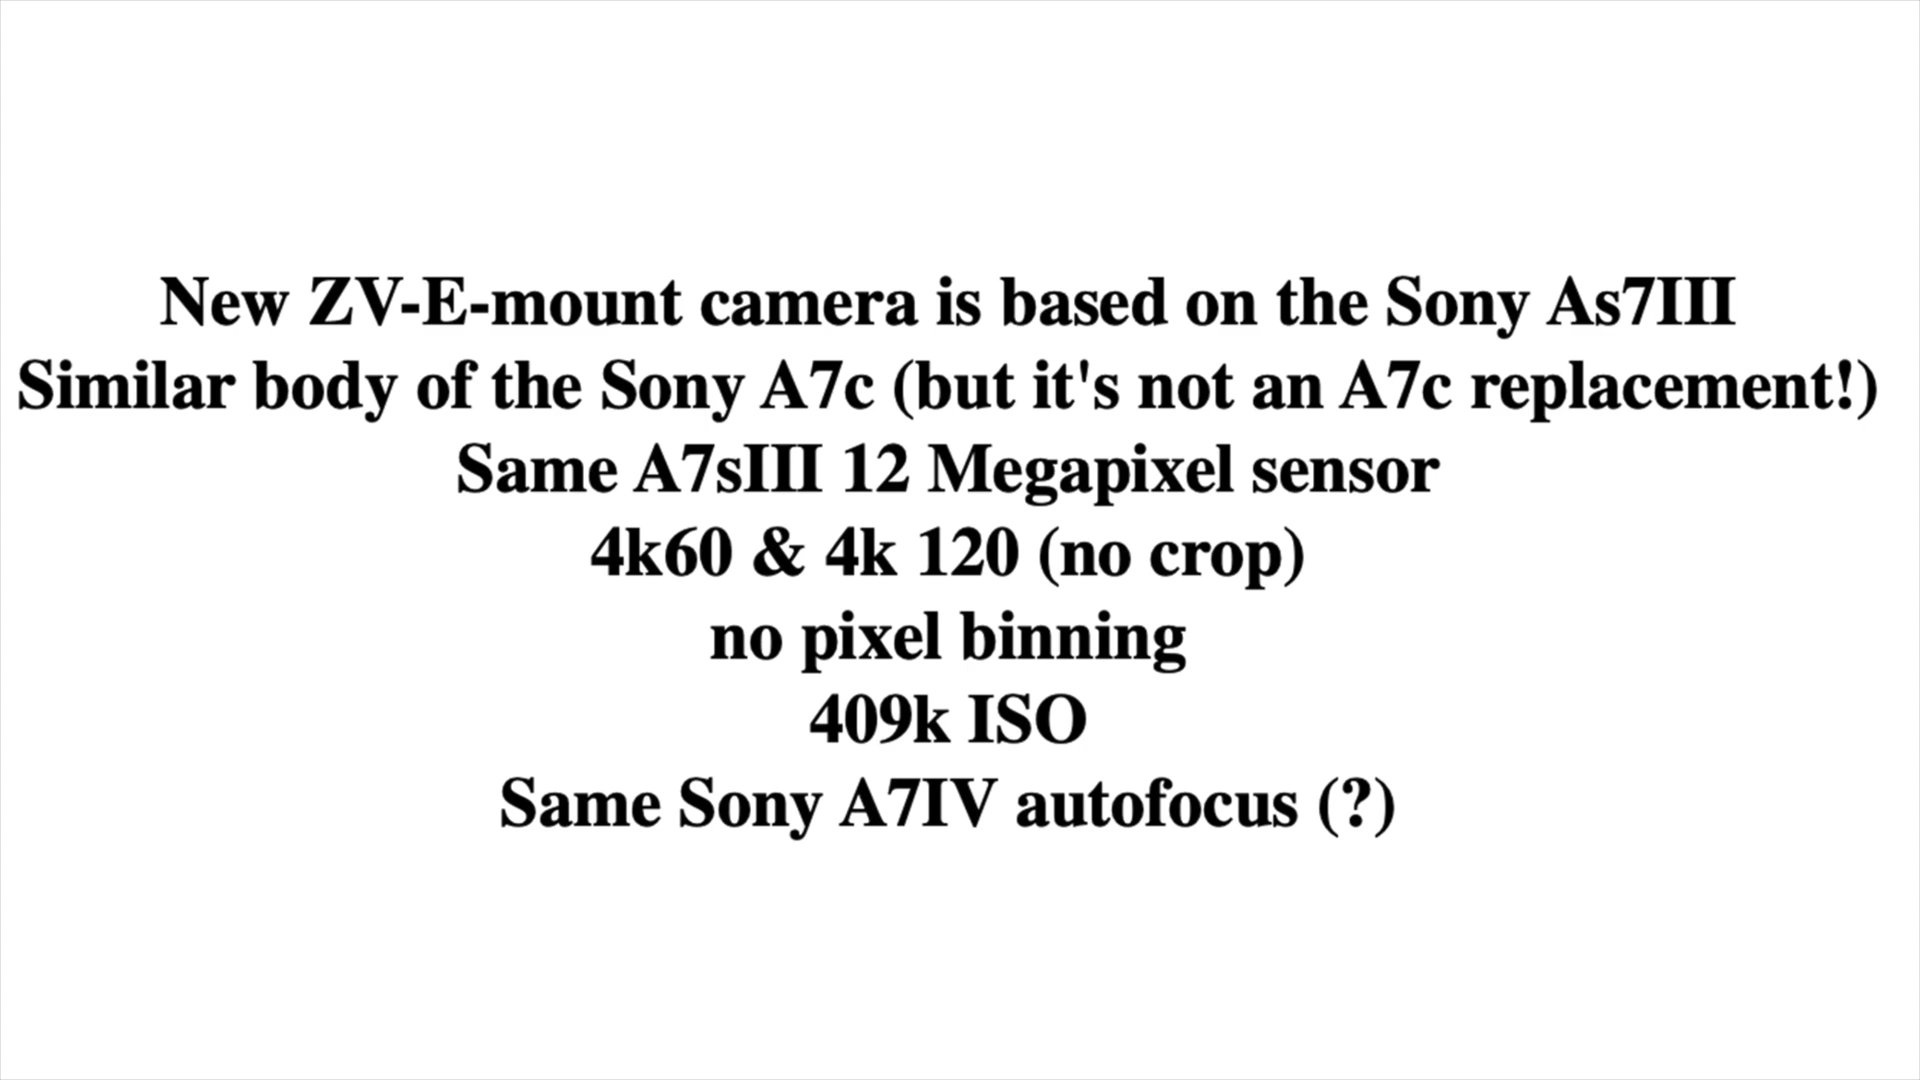 New ZV-E-mount camera is based on the Sony As7III
Similar body of the Sony A7c (but it's not an A7c replacement!)
Same A7sIII 12 Megapixel sensor
4k60 & 4k 120 (no crop)
no pixel binning
409k ISO
Same Sony A7IV autofocus (?)